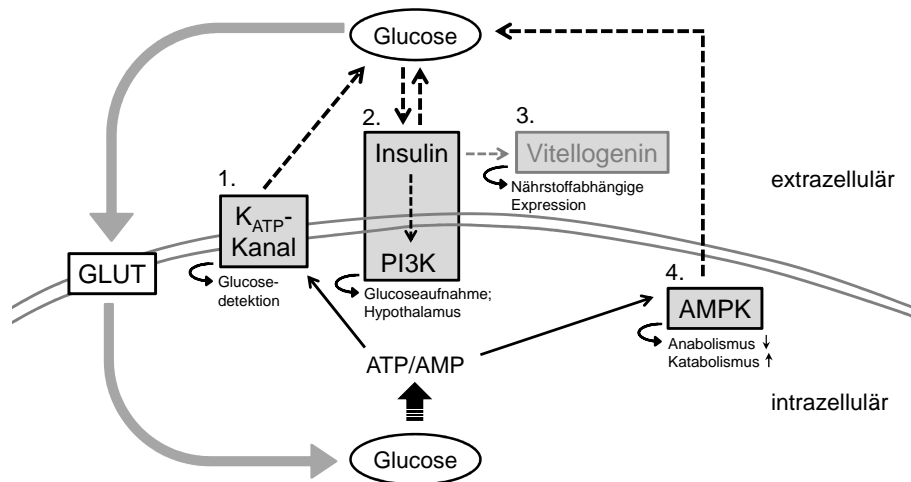 Glucose
3.
2.
Insulin
Vitellogenin
extrazellulär
1.
Nährstoffabhängige
Expression
K_ATP-
Kanal
GLUT
PI3K
4.
Glucose-
detektion
Glucoseaufnahme;
Hypothalamus
AMPK
Anabolismus ↓
Katabolismus ↑
ATP/AMP
intrazellulär
Glucose